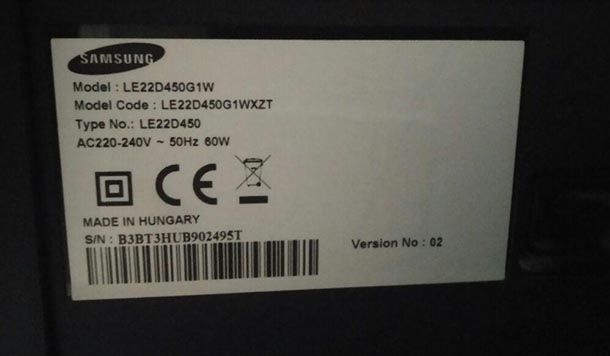 SAMSUNG
Model : LE22D450G1W
Model Code : LE22D450G1WXZT
Type No.: LE22D450
AC220-240V ~ 50Hz 60W
CE
MADE IN HUNGARY
S/N : B3BT3HUB902495T
Version No : 02